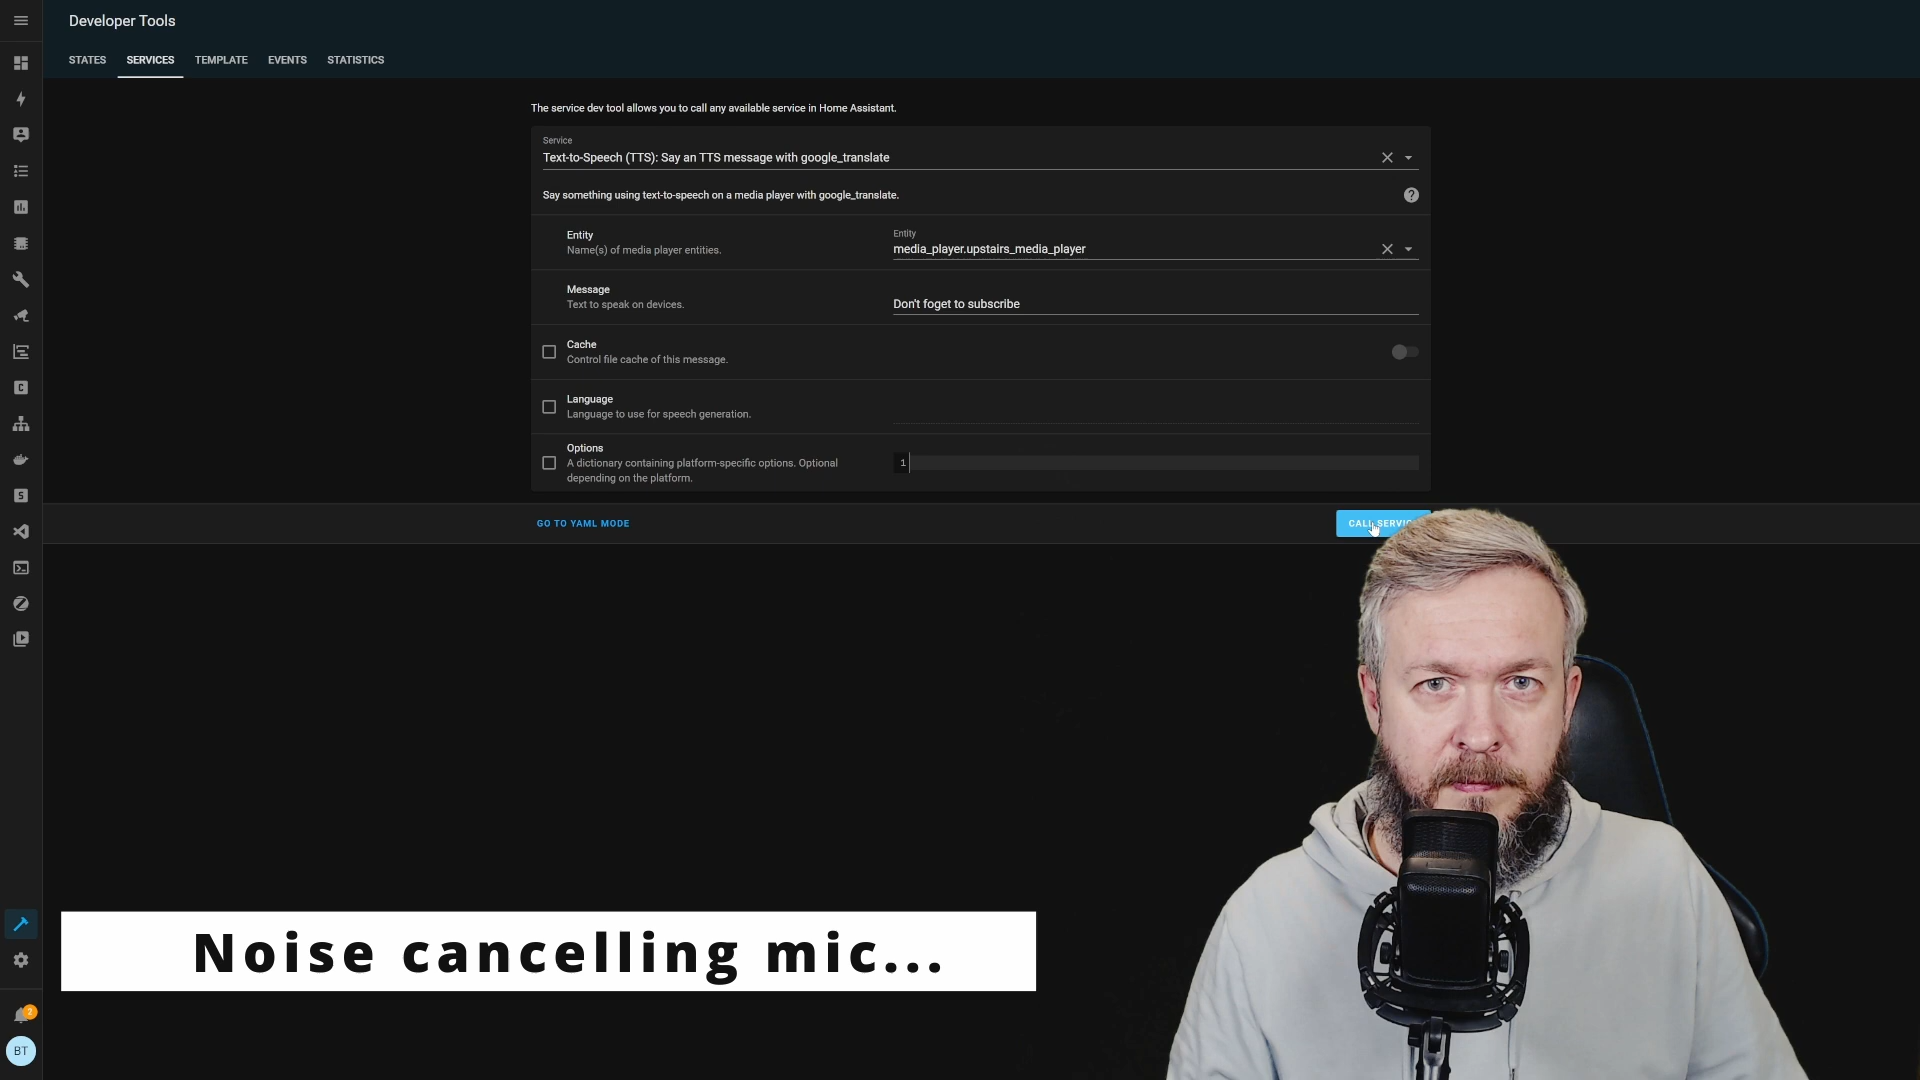 Developer Tools
STATES SERVICES TEMPLATE EVENTS STATISTICS
The service dev tool allows you to call any available service in Home Assistant.
Service
Text-to-Speech (TTS): Say an TTS message with google_translate
Say something using text-to-speech on a media player with google_translate.
Entity
Name(s) of media player entities.
Entity
media_player.upstairs_media_player
Message
Text to speak on devices.
Don't foget to subscribe
Cache
Control file cache of this message.
Language
Language to use for speech generation.
Options
A dictionary containing platform-specific options. Optional
depending on the platform.
1
GO TO YAML MODE
CALL SERVIC
Noise cancelling mic...
2
BT